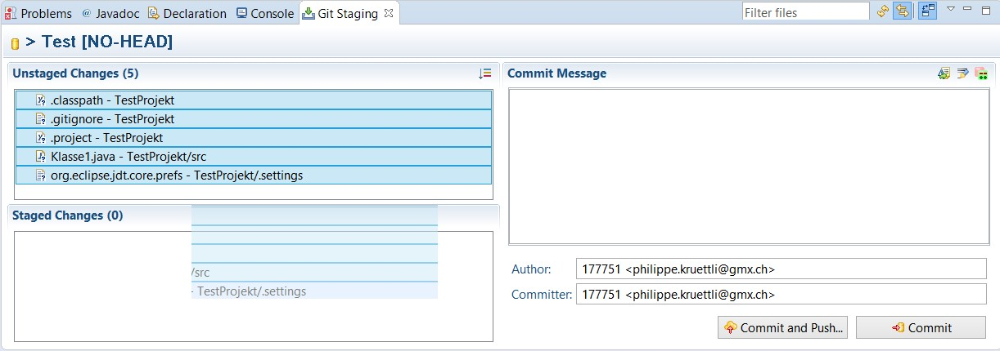 Problems @ Javadoc Declaration Console Git Staging Filter files
> Test [NO-HEAD]
Unstaged Changes (5)
.classpath - TestProjekt
.gitignore - TestProjekt
.project - TestProjekt
Klasse1.java - TestProjekt/src
org.eclipse.jdt.core.prefs - TestProjekt/.settings
Staged Changes (0)
/src
- TestProjekt/.settings
Commit Message
Author: 177751 <philippe.kruettli@gmx.ch>
Committer: 177751 <philippe.kruettli@gmx.ch>
Commit and Push... Commit